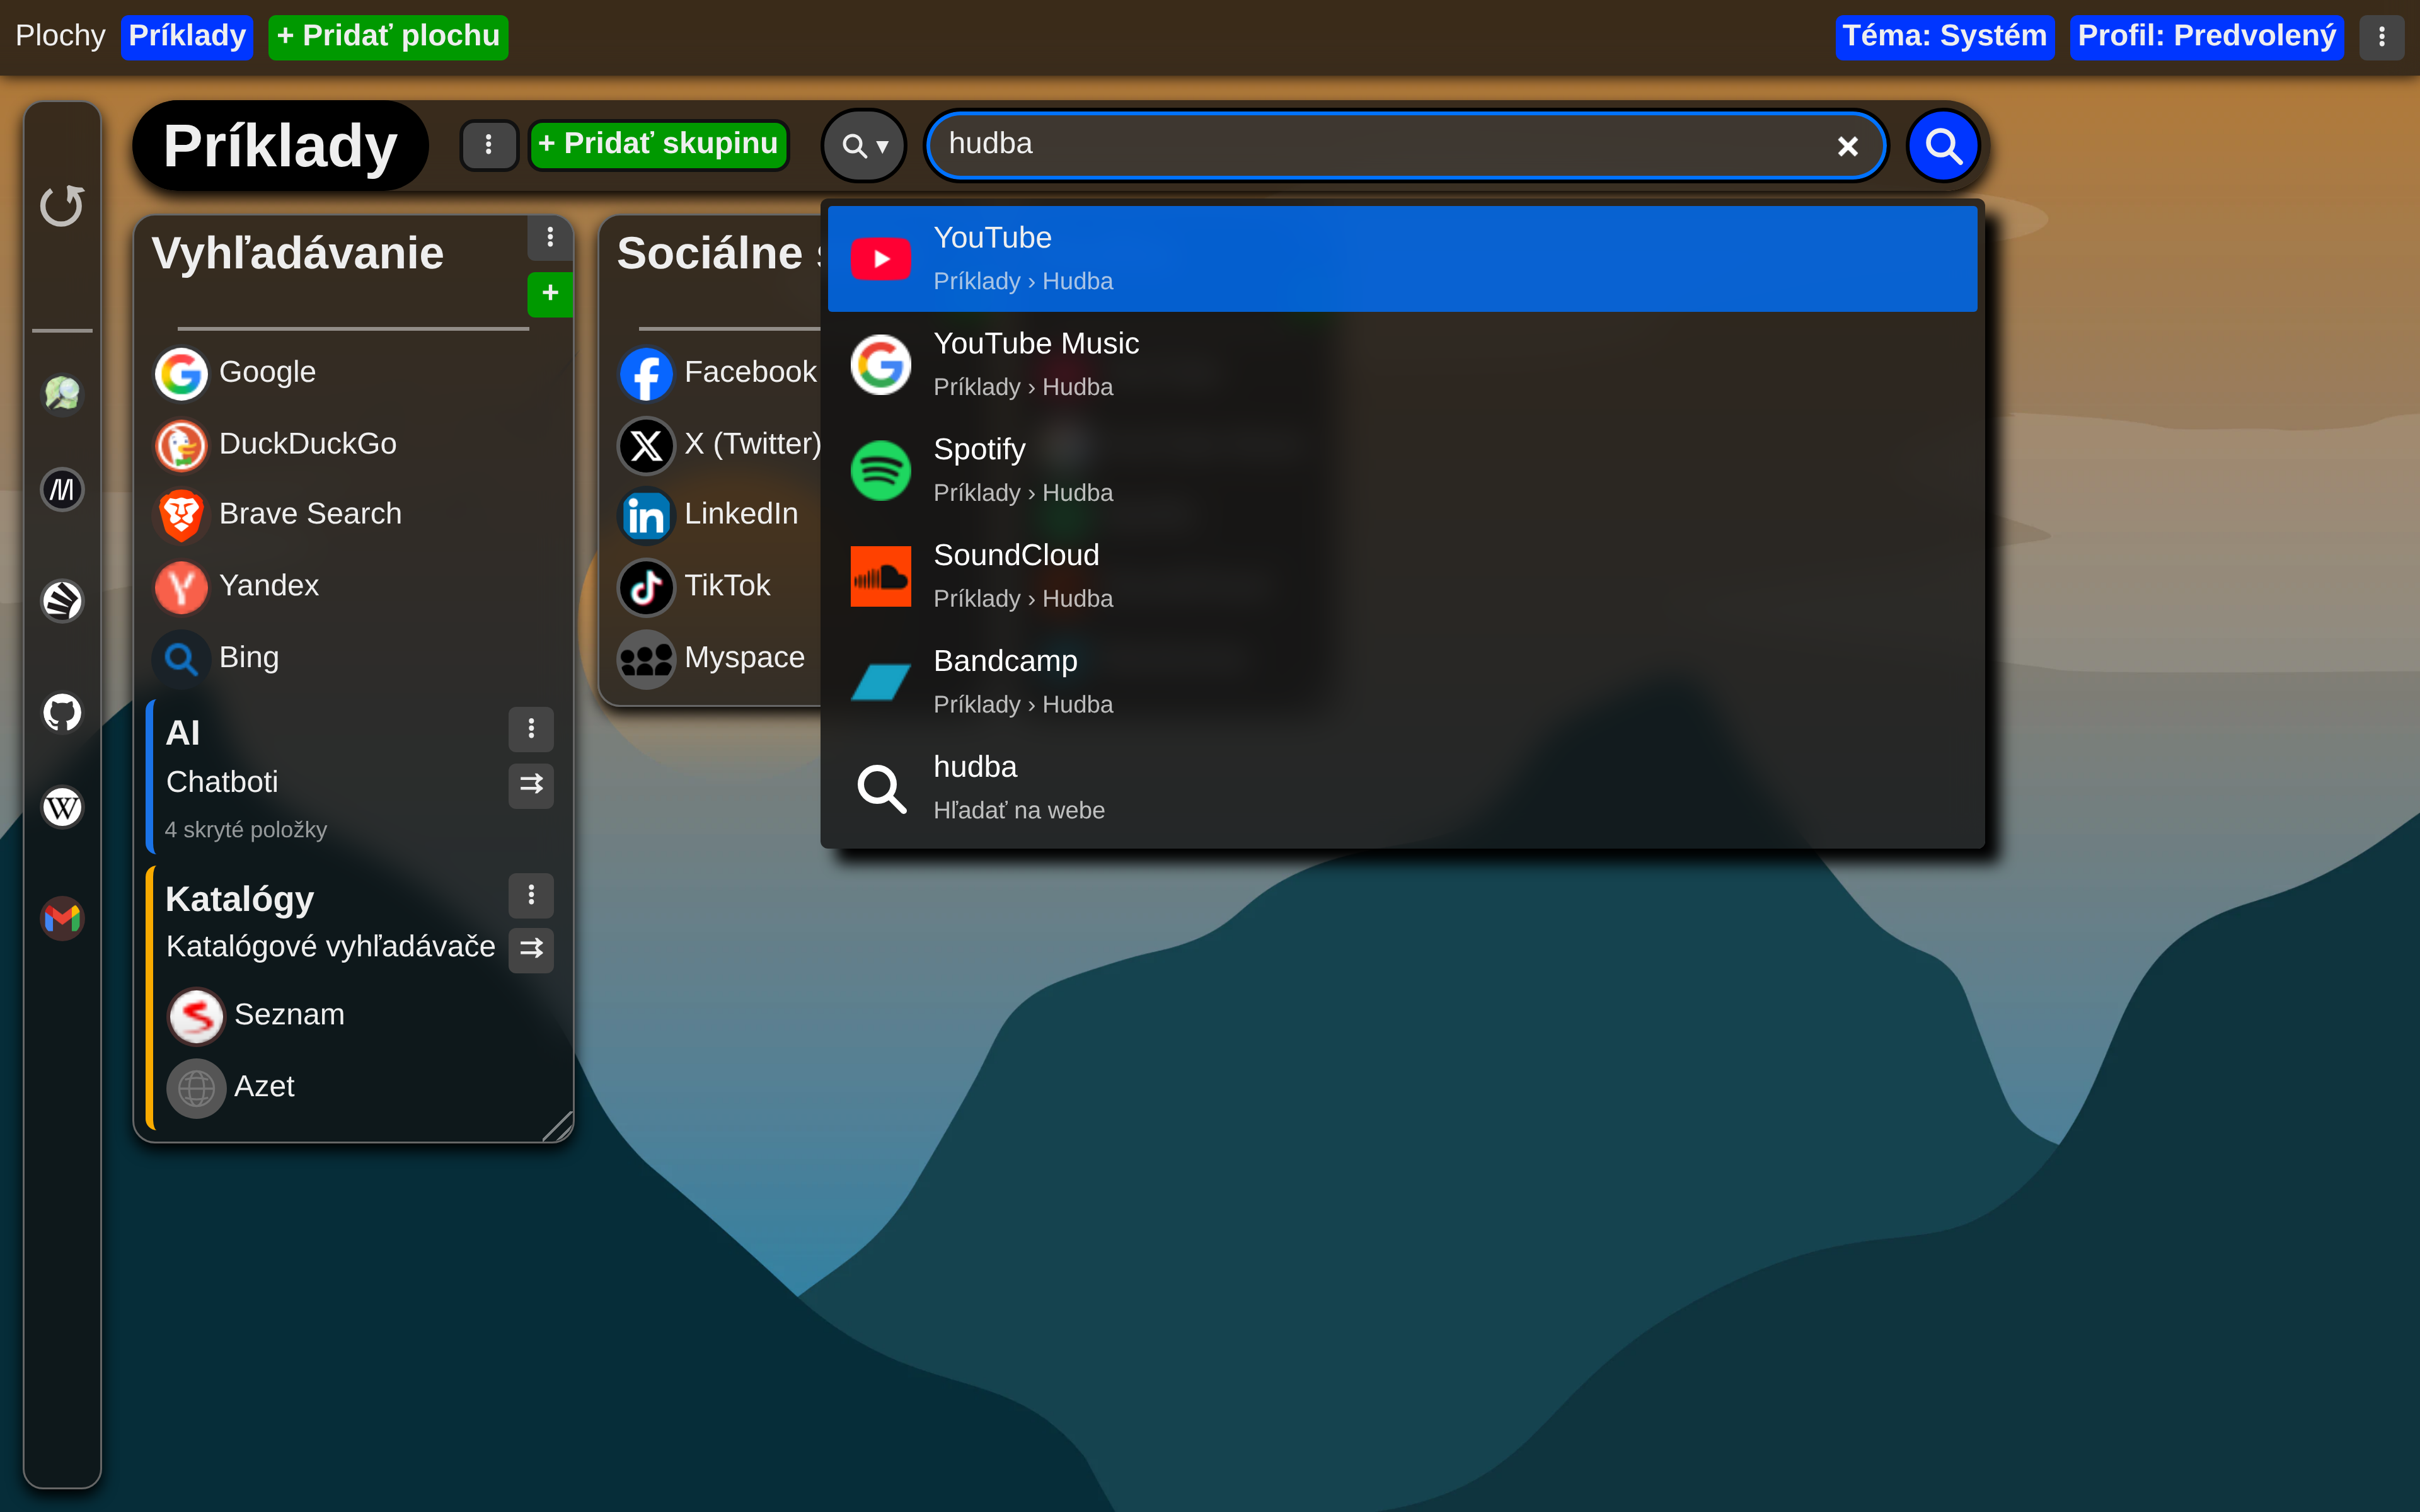 Plochy Príklady + Pridať plochu Téma: Systém Profil: Predvolený
Príklady + Pridať skupinu hudba
Vyhľadávanie
+
Google
DuckDuckGo
Brave Search
Yandex
Bing
AI
Chatboti
4 skryté položky
Katalógy
Katalógové vyhľadávače
Seznam
Azet
Sociálne
Facebook
X (Twitter)
LinkedIn
TikTok
Myspace
YouTube
Príklady › Hudba
YouTube Music
Príklady › Hudba
Spotify
Príklady › Hudba
SoundCloud
Príklady › Hudba
Bandcamp
Príklady › Hudba
hudba
Hľadať na webe